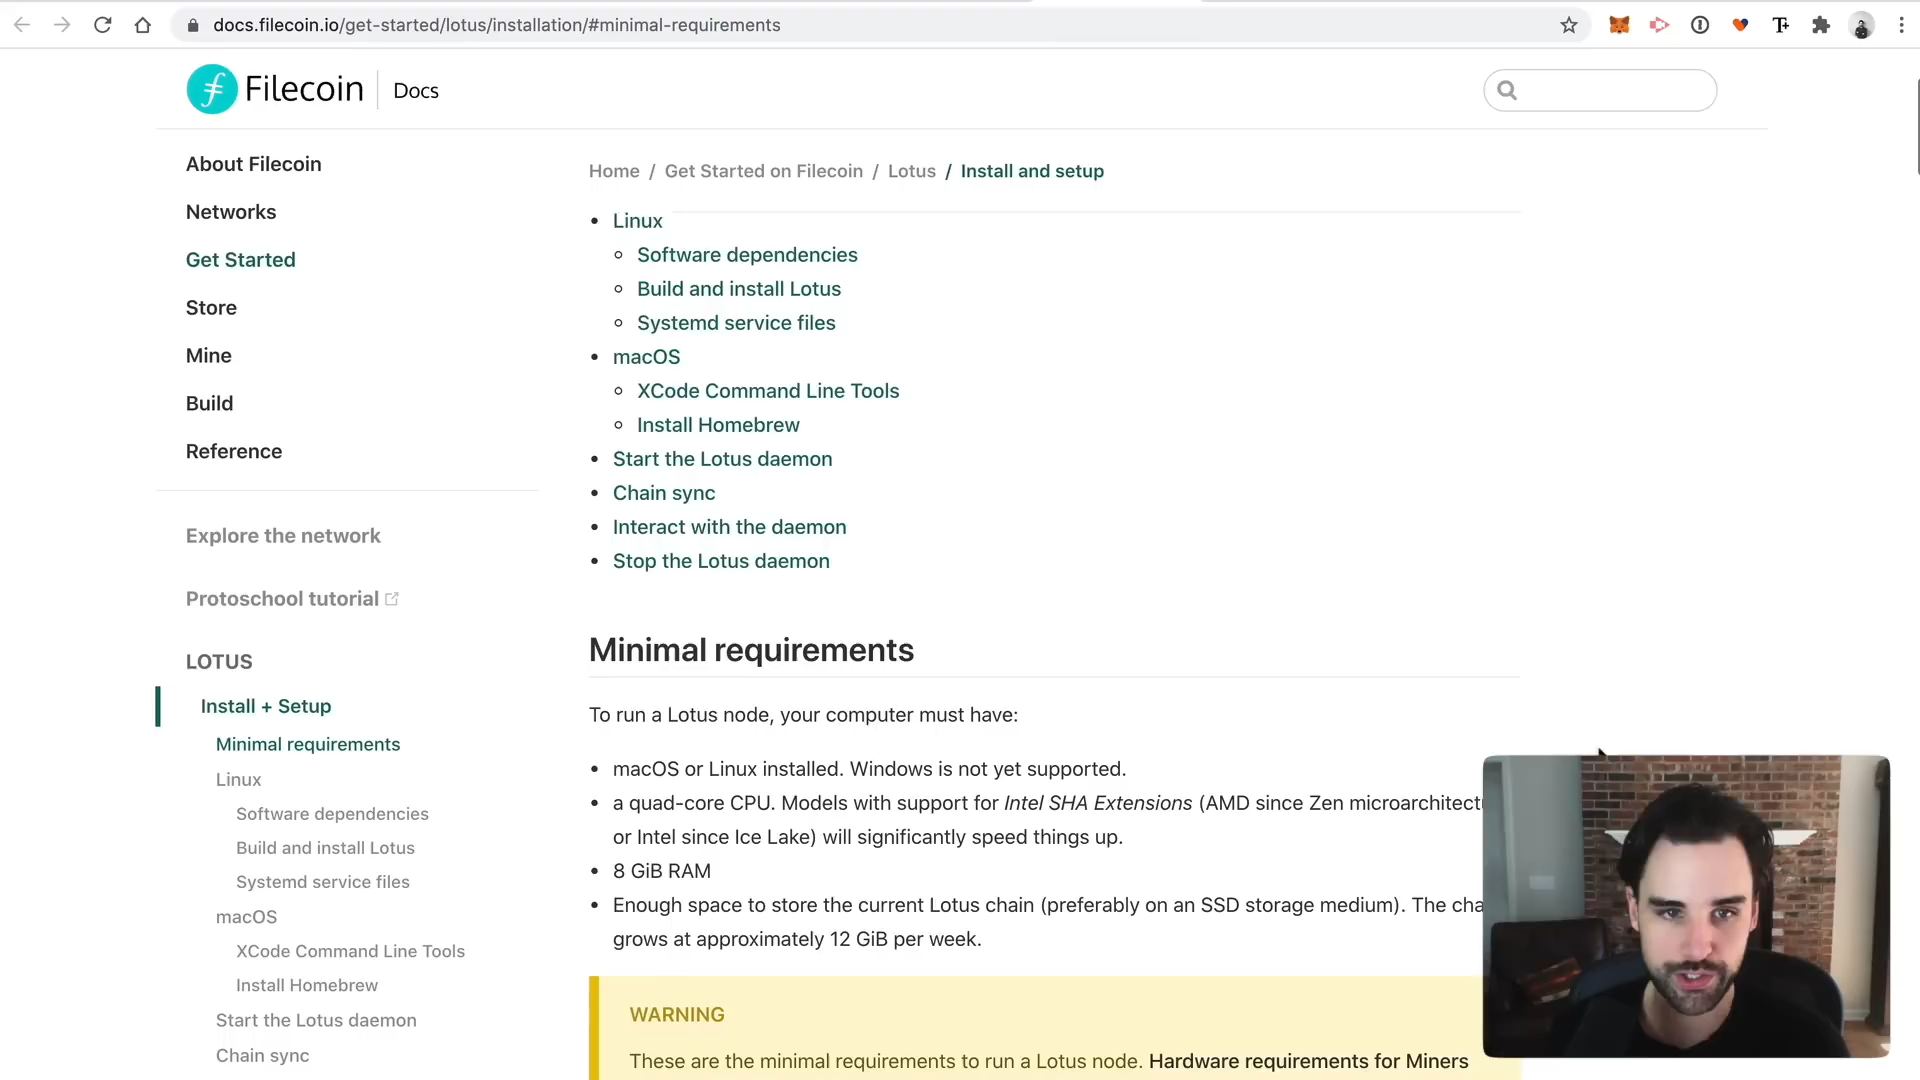 docs.filecoin.io/get-started/lotus/installation/#minimal-requirements
Filecoin Docs
About Filecoin
Networks
Get Started
Store
Mine
Build
Reference
Explore the network
Protoschool tutorial
LOTUS
Install + Setup
Minimal requirements
Linux
Software dependencies
Build and install Lotus
Systemd service files
macOS
XCode Command Line Tools
Install Homebrew
Start the Lotus daemon
Chain sync
Home / Get Started on Filecoin / Lotus / Install and setup
• Linux
Software dependencies
Build and install Lotus
Systemd service files
• macOS
XCode Command Line Tools
Install Homebrew
• Start the Lotus daemon
• Chain sync
• Interact with the daemon
• Stop the Lotus daemon
Minimal requirements
To run a Lotus node, your computer must have:
• macOS or Linux installed. Windows is not yet supported.
• a quad-core CPU. Models with support for Intel SHA Extensions (AMD since Zen microarchitect
or Intel since Ice Lake) will significantly speed things up.
• 8 GiB RAM
• Enough space to store the current Lotus chain (preferably on an SSD storage medium). The cha
grows at approximately 12 GiB per week.
WARNING
These are the minimal requirements to run a Lotus node. Hardware requirements for Miners